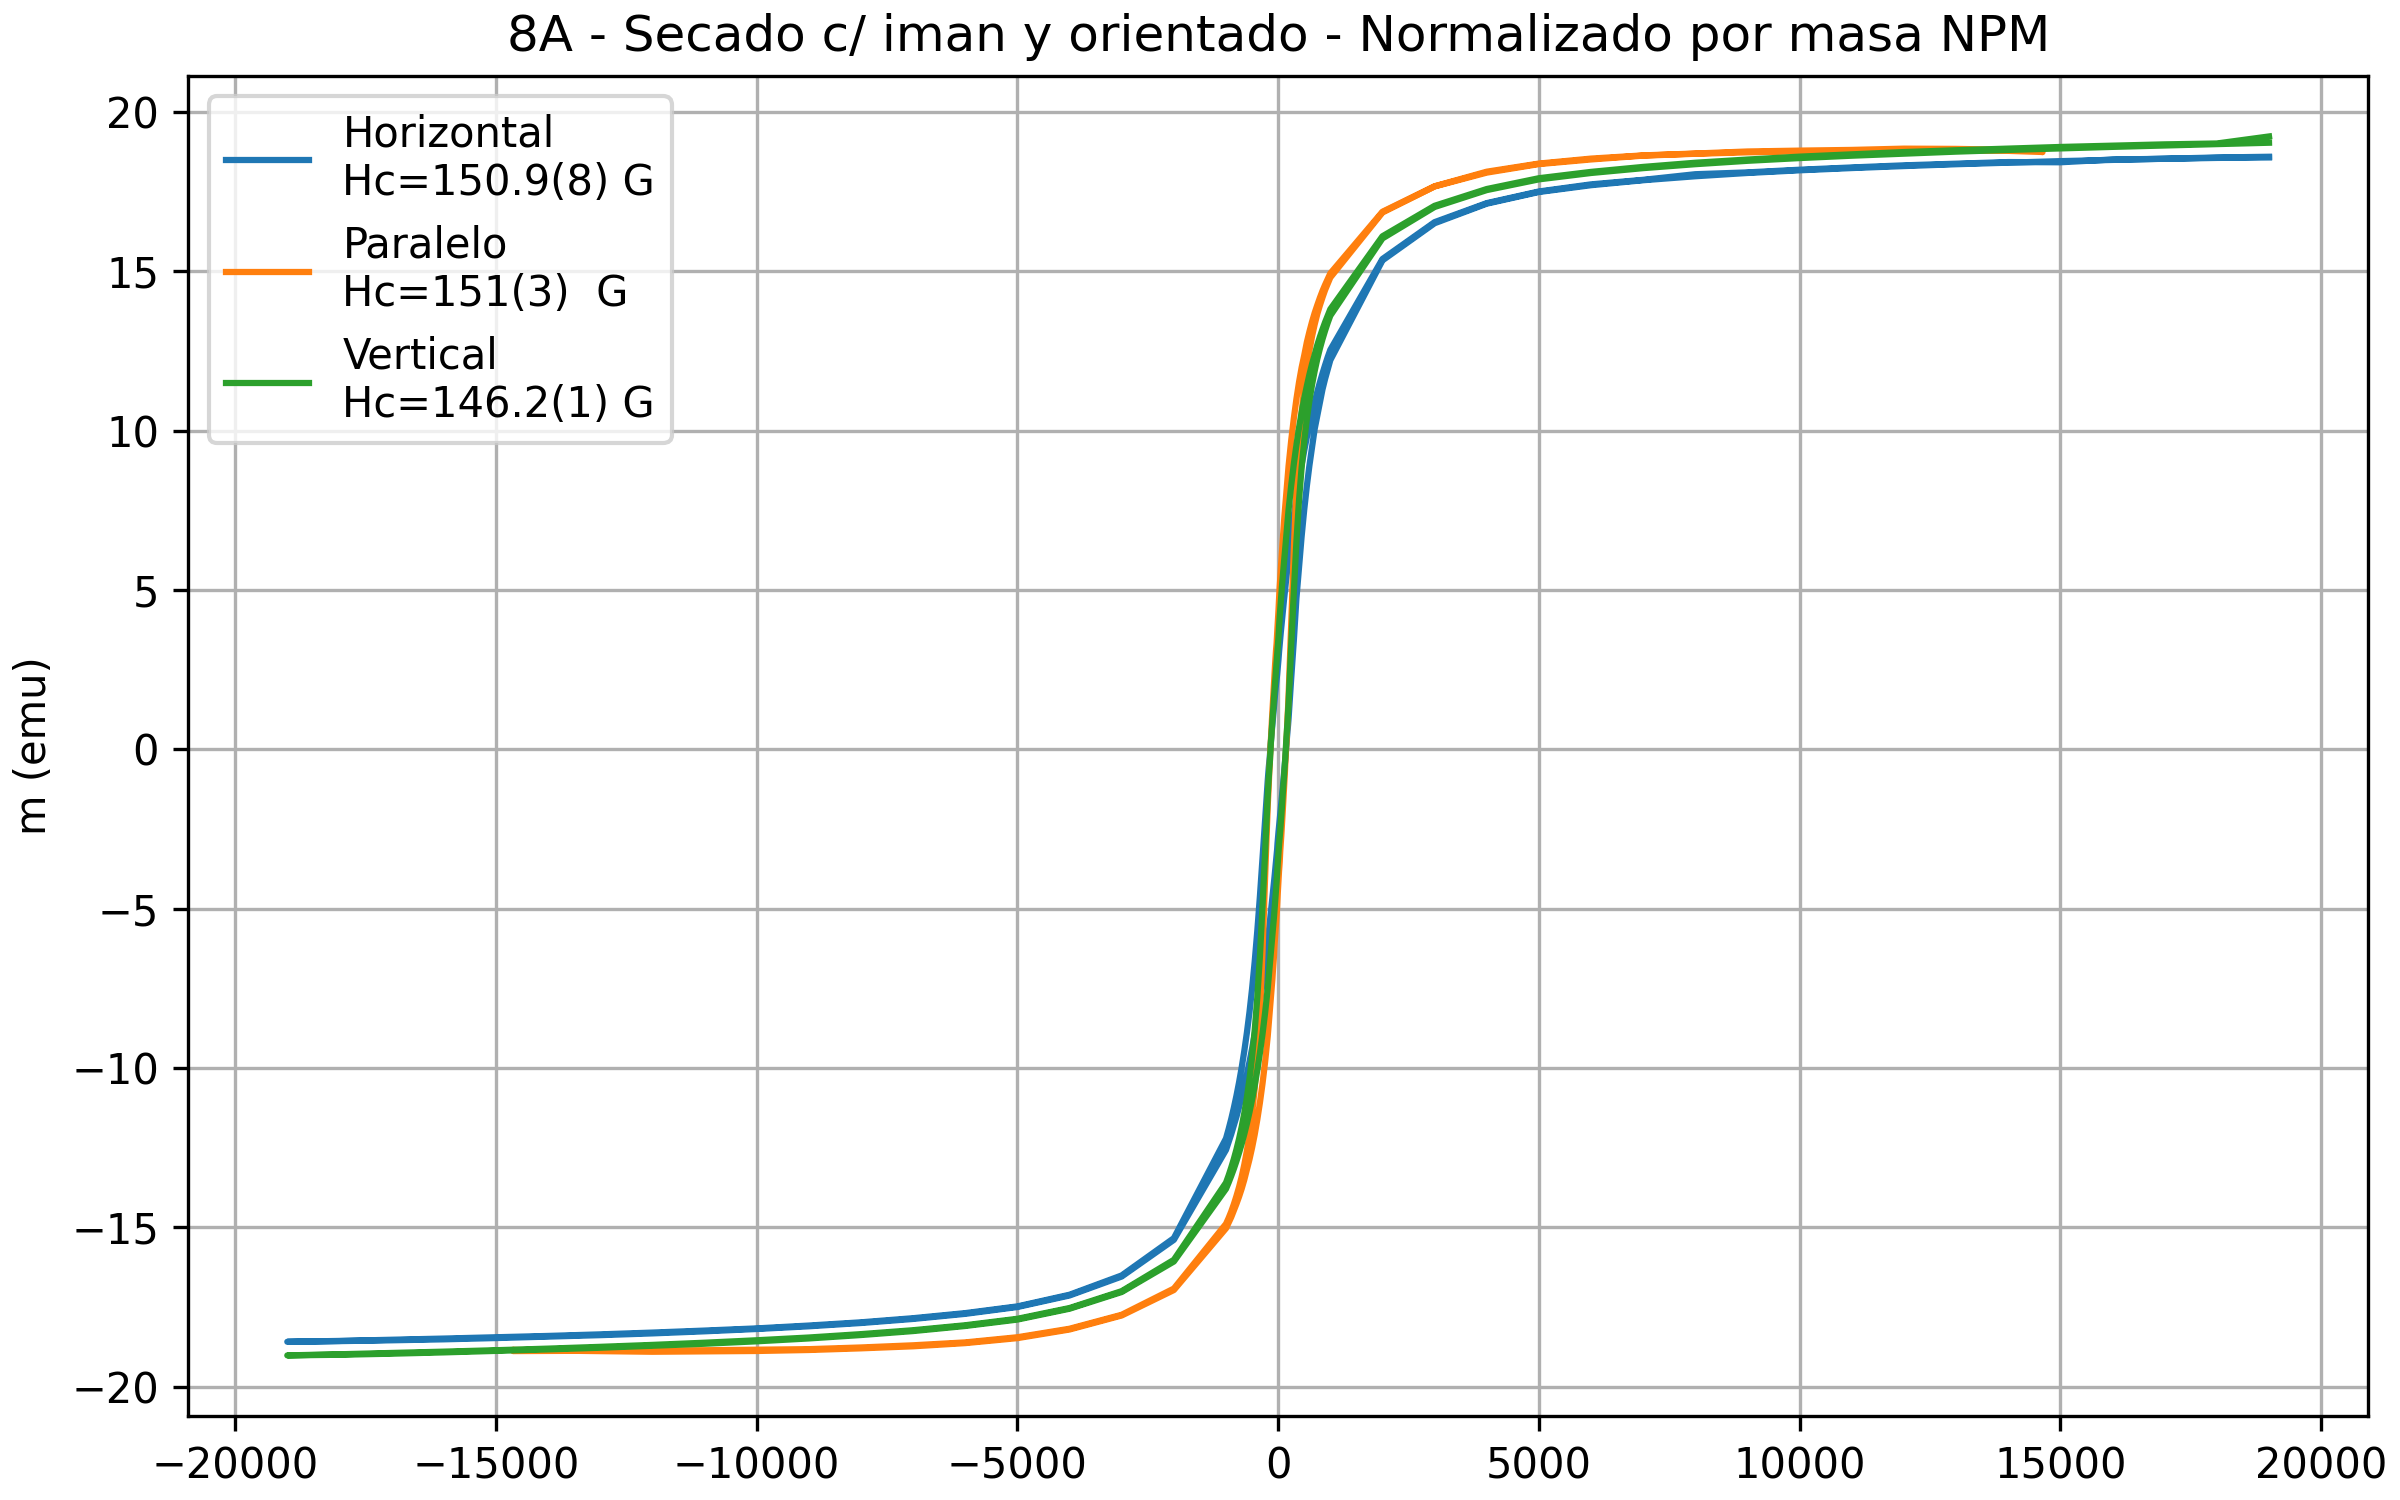 8A - Secado c/ iman y orientado - Normalizado por masa NPM
Horizontal
Hc=150.9(8) G
Paralelo
Hc=151(3)  G
Vertical
Hc=146.2(1) G
m (emu)
20
15
10
5
0
−5
−10
−15
−20
−20000
−15000
−10000
−5000
0
5000
10000
15000
20000